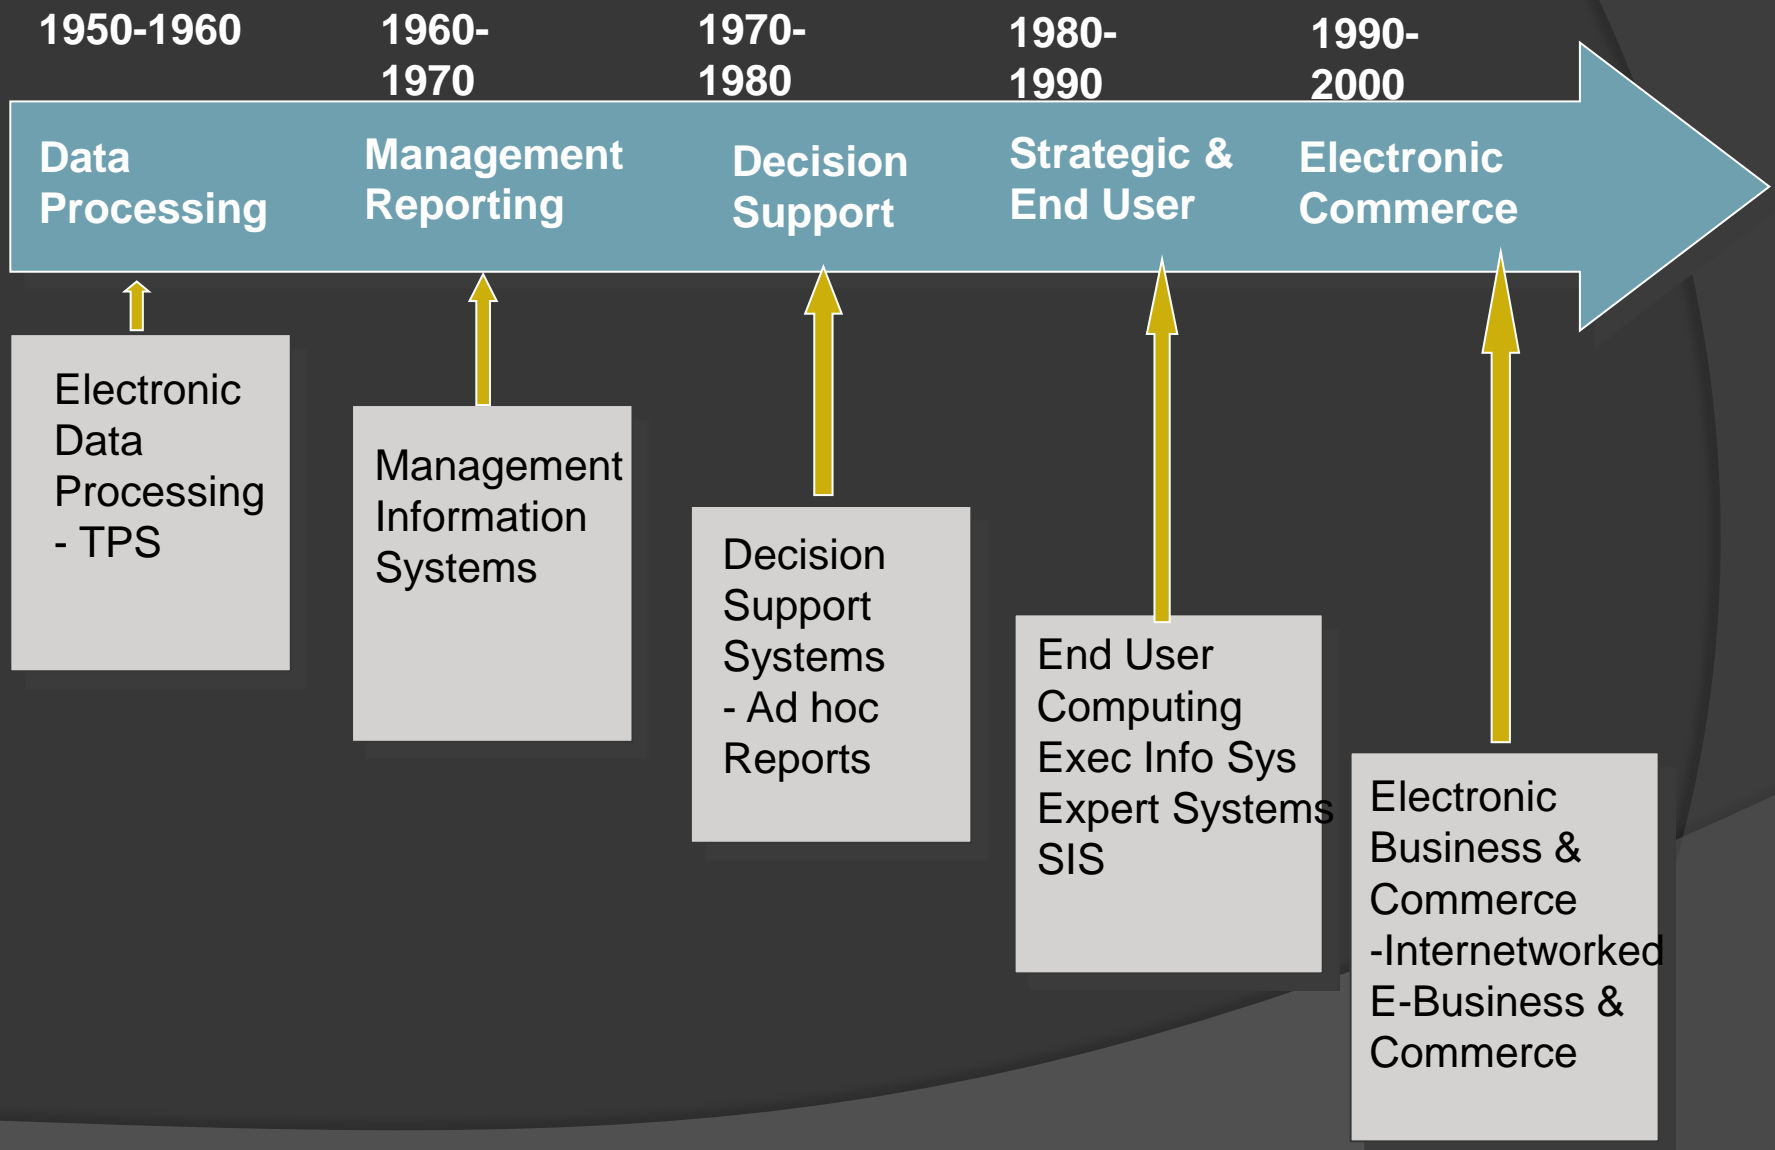 1950-1960
1960-
1970
1970-
1980
1980-
1990
1990-
2000
Data
Processing
Management
Reporting
Decision
Support
Strategic &
End User
Electronic
Commerce
Electronic
Data
Processing
- TPS
Management
Information
Systems
Decision
Support
Systems
- Ad hoc
Reports
End User
Computing
Exec Info Sys
Expert Systems
SIS
Electronic
Business &
Commerce
-Internetworked
E-Business &
Commerce